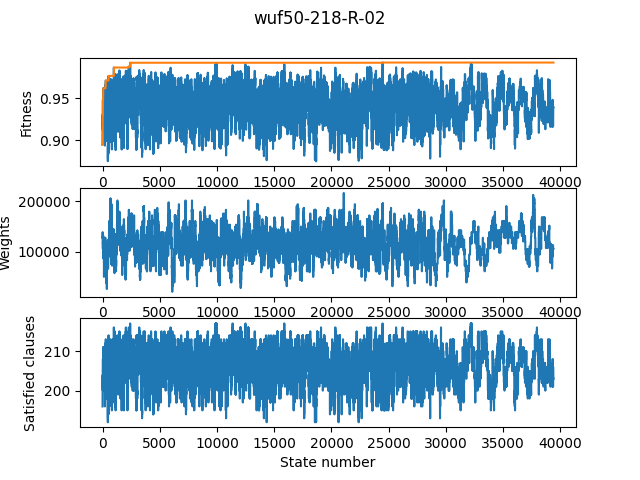 wuf50-218-R-02
Fitness
0.95
0.90
0 5000 10000 15000 20000 25000 30000 35000 40000
Weights
200000
100000
0 5000 10000 15000 20000 25000 30000 35000 40000
Satisfied clauses
210
200
0 5000 10000 15000 20000 25000 30000 35000 40000
State number